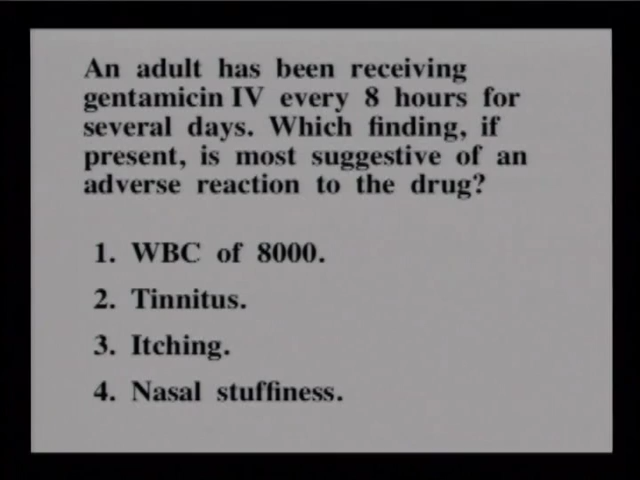 An adult has been receiving
gentamicin IV every 8 hours for
several days. Which finding, if
present, is most suggestive of an
adverse reaction to the drug?
1. WBC of 8000.
2. Tinnitus.
3. Itching.
4. Nasal stuffiness.